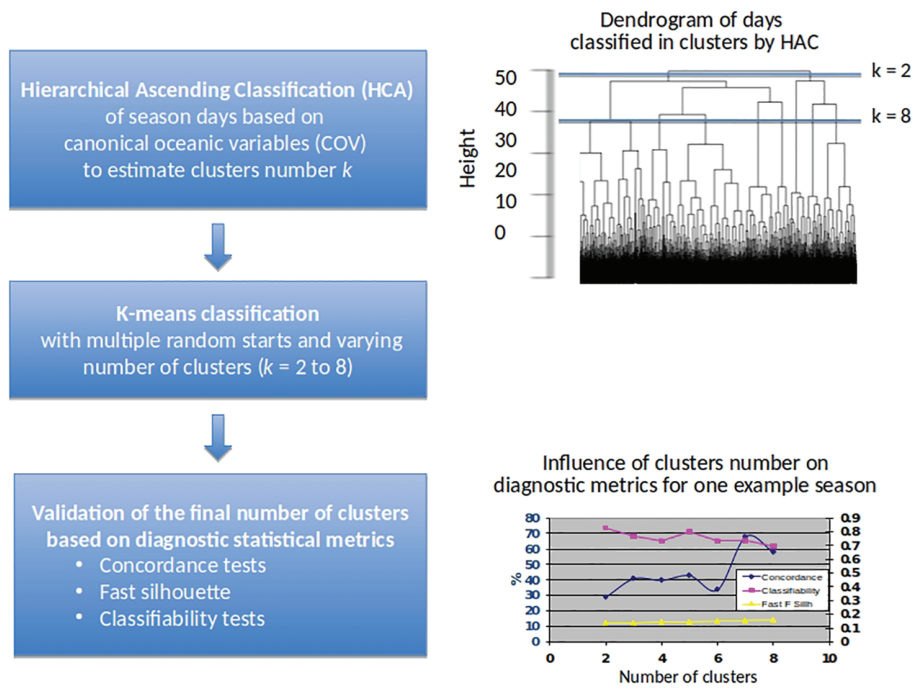 Hierarchical Ascending Classification (HCA)
of season days based on
canonical oceanic variables (COV)
to estimate clusters number k
K-means classification
with multiple random starts and varying
number of clusters (k = 2 to 8)
Validation of the final number of clusters
based on diagnostic statistical metrics
• Concordance tests
• Fast silhouette
• Classifiability tests
Dendrogram of days
classified in clusters by HAC
Height
50
40
30
20
10
0
k = 2
k = 8
Influence of clusters number on
diagnostic metrics for one example season
%
80
70
60
50
40
30
20
10
0
0.9
0.8
0.7
0.6
0.5
0.4
0.3
0.2
0.1
0
Concordance
Classifiability
Fast F Sillh
0 2 4 6 8 10
Number of clusters